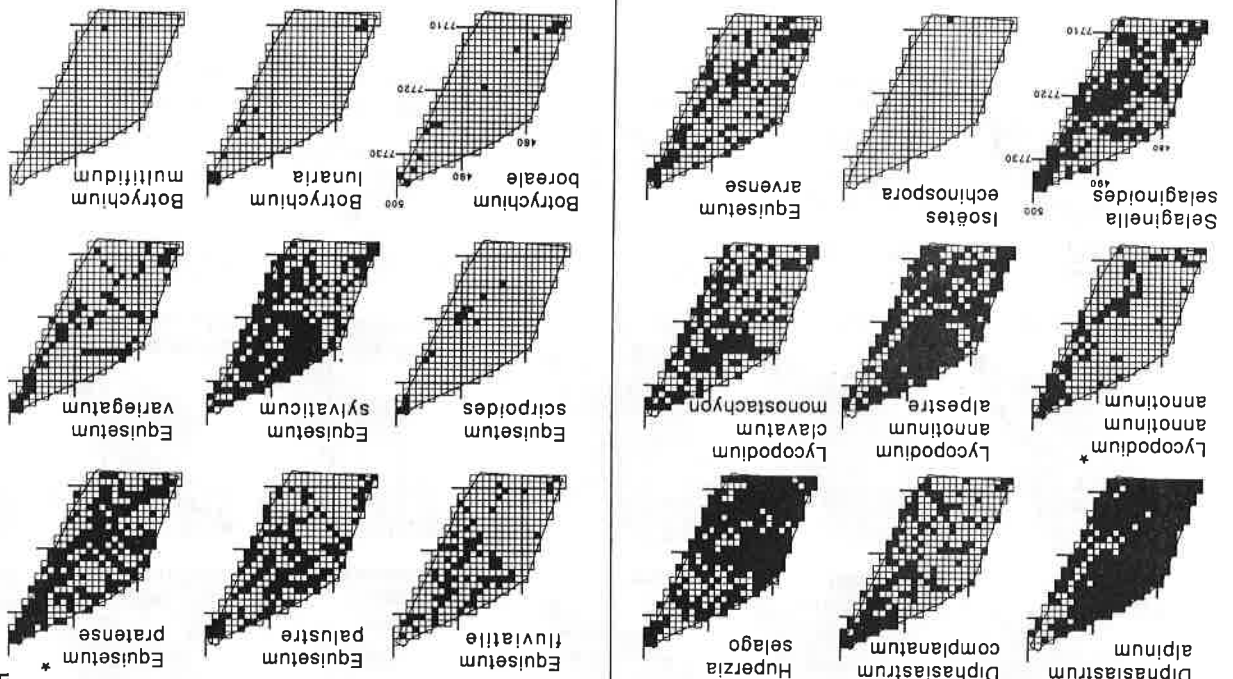 Diphasiastrum
alpinum
Diphasiastrum
complanatum
Huperzia
selago
Lycopodium *
annotinum
annotinum
Lycopodium
annotinum
alpestre
Lycopodium
clavatum
monostachyon
Selaginella
selaginoides
500
490
480
7730
7720
7710
Isoëtes
echinospora
Equisetum
arvense
Equisetum
fluviatile
Equisetum
palustre
Equisetum *
pratense
Equisetum
scirpoides
Equisetum
sylvaticum
Equisetum
variegatum
Botrychium
boreale
500
490
480
7730
7720
7710
Botrychium
lunaria
Botrychium
multifidum